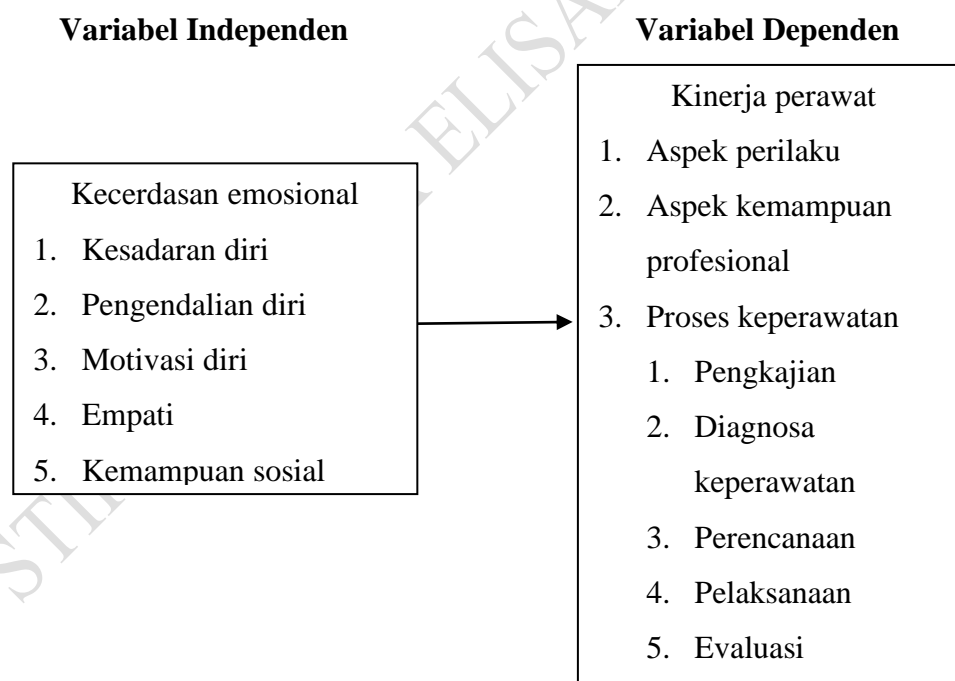 Variabel Independen
Variabel Dependen
Kecerdasan emosional
1. Kesadaran diri
2. Pengendalian diri
3. Motivasi diri
4. Empati
5. Kemampuan sosial
Kinerja perawat
1. Aspek perilaku
2. Aspek kemampuan
profesional
3. Proses keperawatan
1. Pengkajian
2. Diagnosa
keperawatan
3. Perencanaan
4. Pelaksanaan
5. Evaluasi